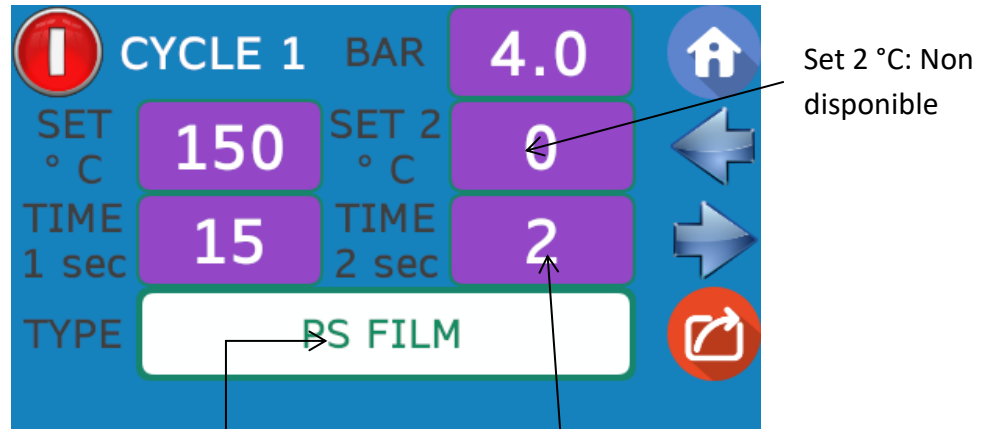 CYCLE 1 BAR 4.0
SET °C 150 SET 2 °C 0
TIME 1 sec 15 TIME 2 sec 2
TYPE PS FILM
Set 2 °C: Non
disponible